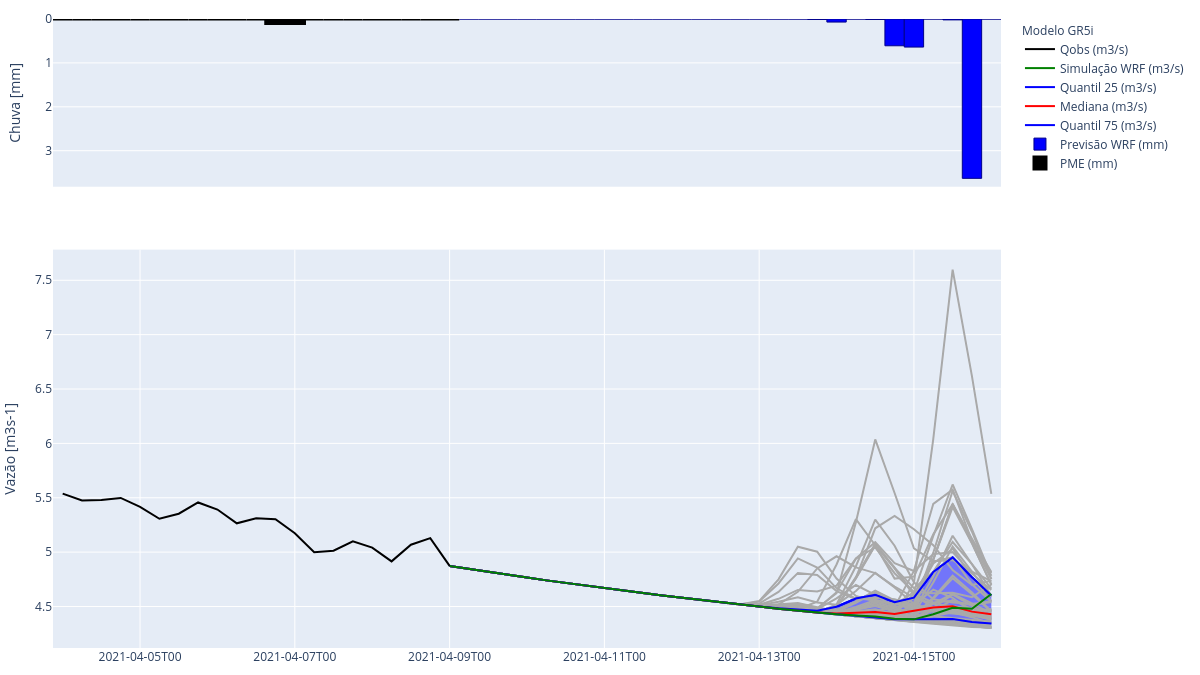 0
1
2
3
Chuva [mm]
Modelo GR5i
Qobs (m3/s)
Simulação WRF (m3/s)
Quantil 25 (m3/s)
Mediana (m3/s)
Quantil 75 (m3/s)
Previsão WRF (mm)
PME (mm)
7.5
7
6.5
6
5.5
5
4.5
Vazão [m3s-1]
2021-04-05T00
2021-04-07T00
2021-04-09T00
2021-04-11T00
2021-04-13T00
2021-04-15T00